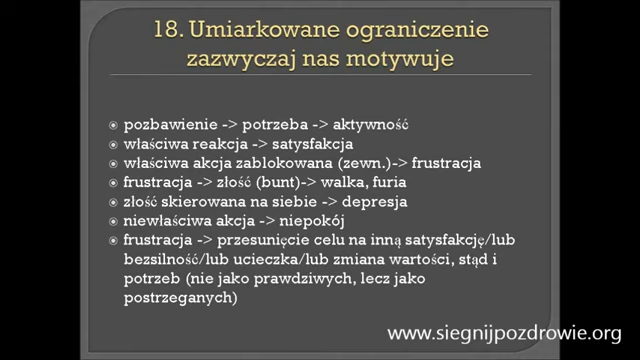 18. Umiarkowane ograniczenie
zazwyczaj nas motywuje
pozbawienie -> potrzeba -> aktywność
właściwa reakcja -> satysfakcja
właściwa akcja zablokowana (zewn.)-> frustracja
frustracja -> złość (bunt)-> walka, furia
złość skierowana na siebie -> depresja
niewłaściwa akcja -> niepokój
frustracja -> przesunięcie celu na inną satysfakcję/lub
bezsilność/lub ucieczka/lub zmiana wartości, stąd i
potrzeb (nie jako prawdziwych, lecz jako
postrzeganych)
www.siegnijpozdrowie.org